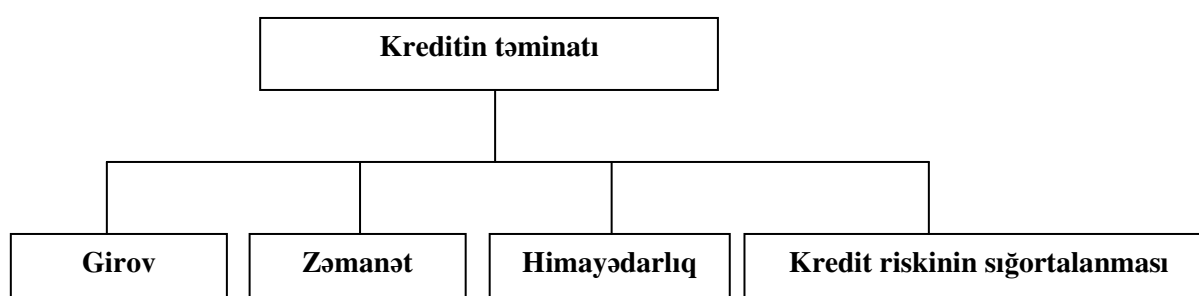 Kreditin təminatı
Girov
Zəmanət
Himayədarlıq
Kredit riskinin sığortalanması